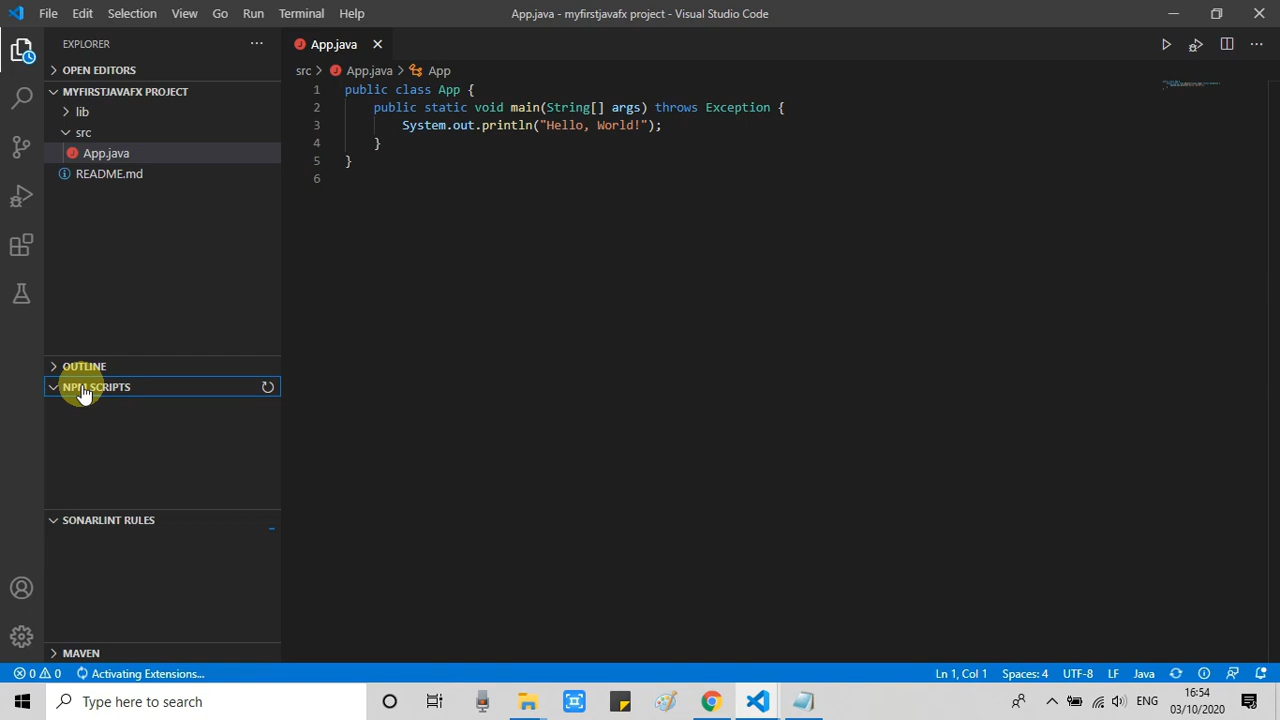 File Edit Selection View Go Run Terminal Help App.java - myfirstjavafx project - Visual Studio Code
EXPLORER
App.java
OPEN EDITORS
src App.java App
MYFIRSTJAVAFX PROJECT
lib
src
App.java
README.md
1 public class App {
2 public static void main(String[] args) throws Exception {
3 System.out.println("Hello, World!");
4 }
5 }
6
OUTLINE
NPM SCRIPTS
SONARLINT RULES
MAVEN
0 0 Activating Extensions... Ln 1, Col 1 Spaces: 4 UTF-8 LF Java
Type here to search
ENG
16:54
03/10/2020